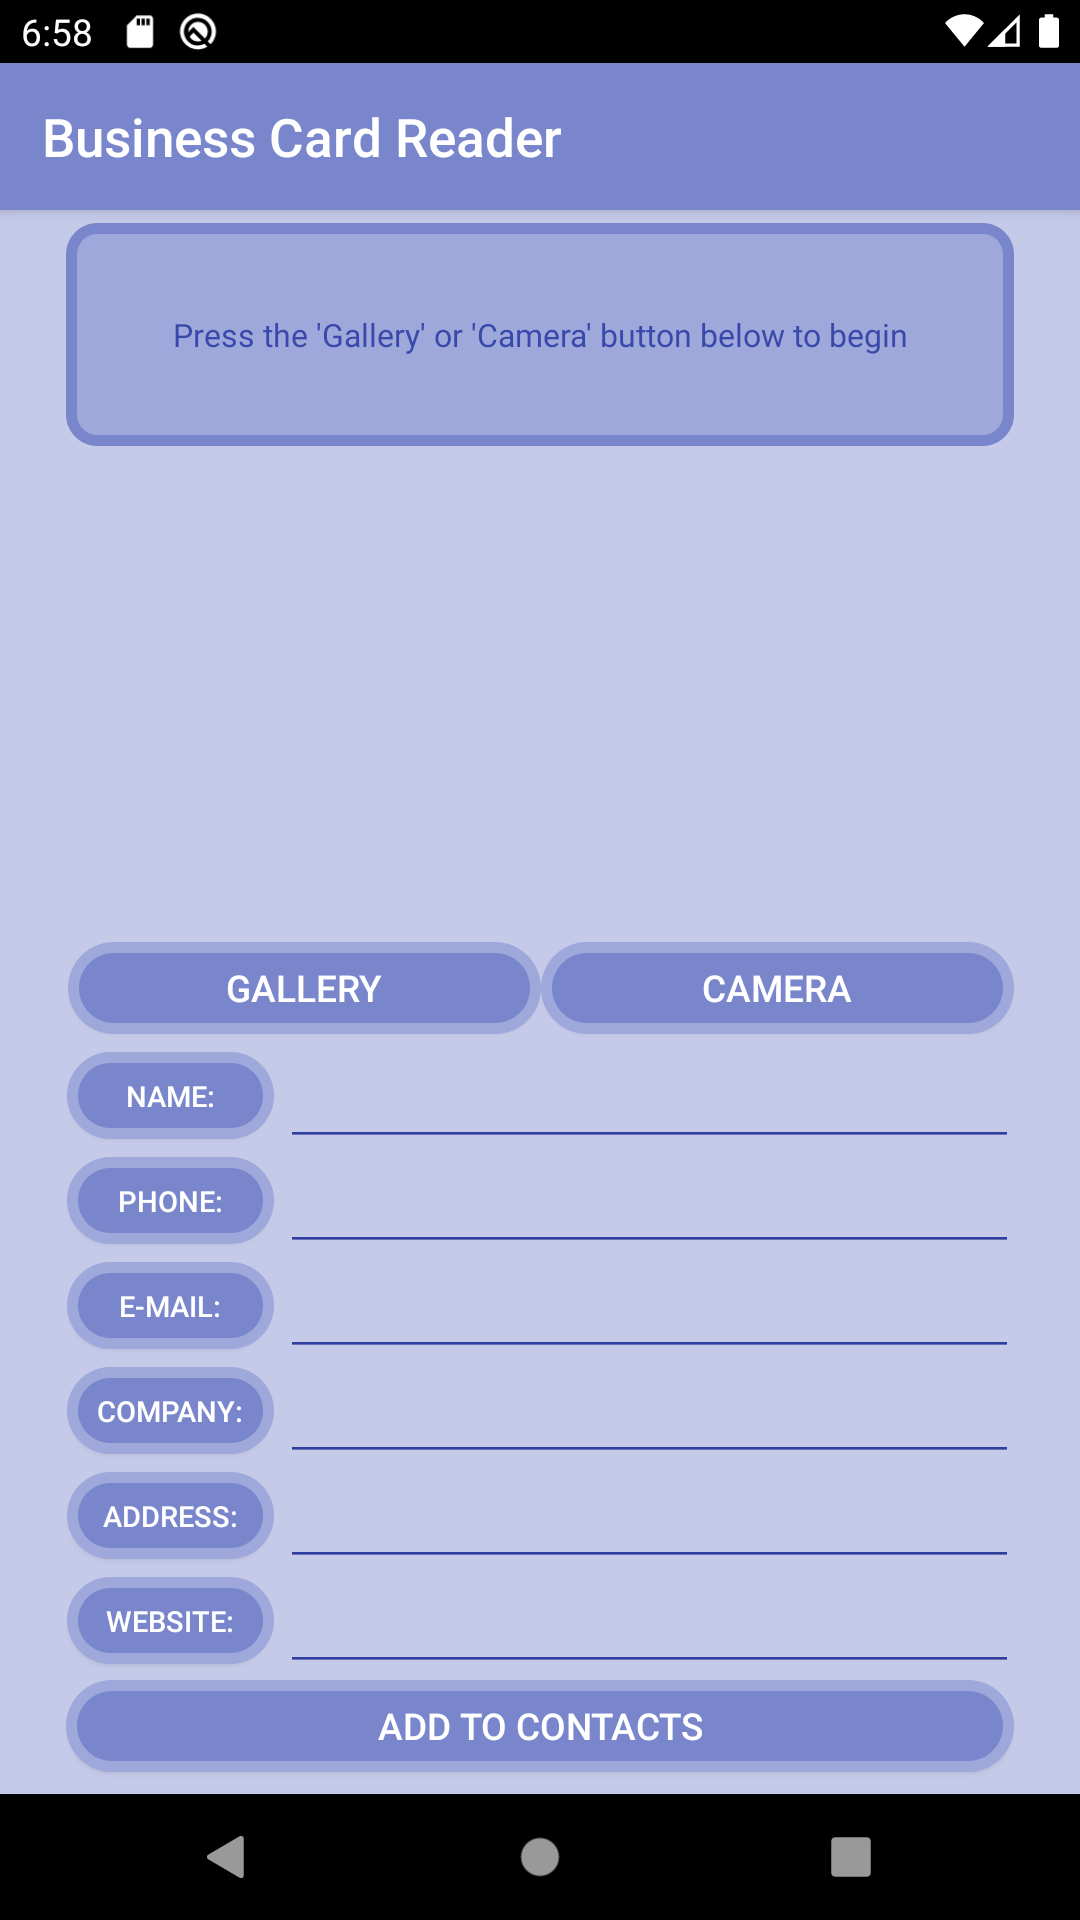 6:58
Business Card Reader
Press the 'Gallery' or 'Camera' button below to begin
GALLERY CAMERA
NAME:
PHONE:
E-MAIL:
COMPANY:
ADDRESS:
WEBSITE:
ADD TO CONTACTS